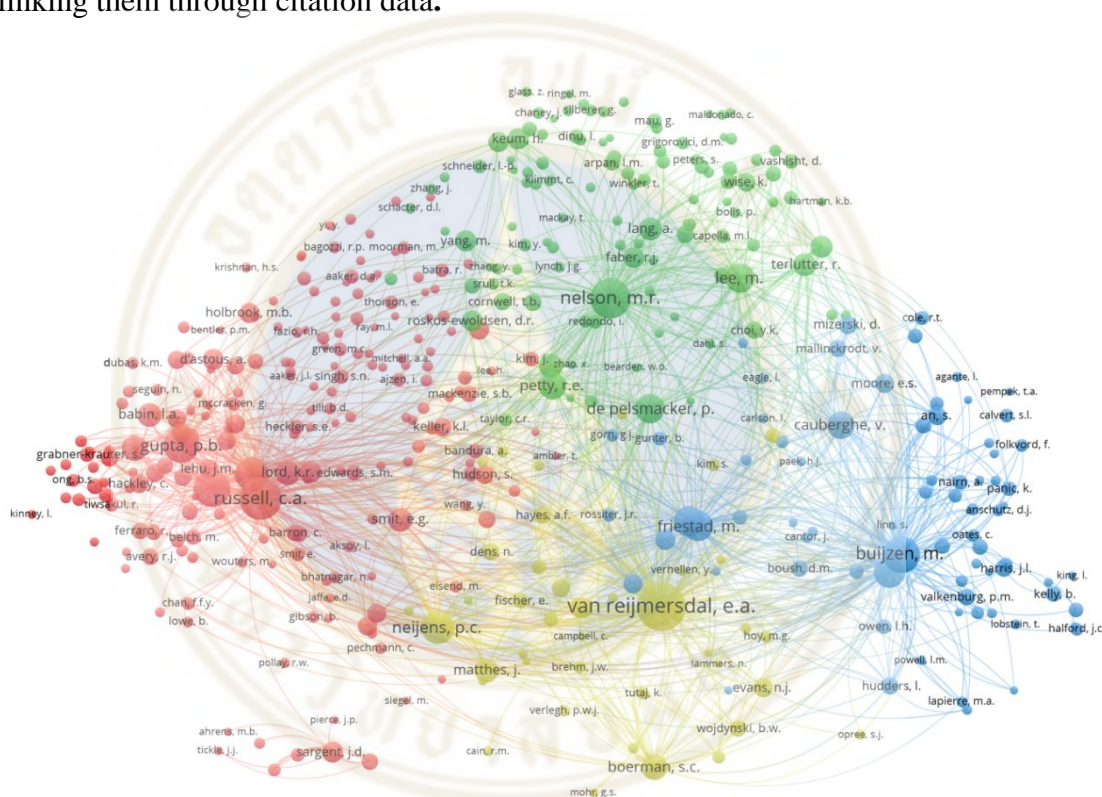 linking them through citation data.
glass, z. ringel, m.
chaney, j. silberer, g.
mau, g.
maldonado, c.
keum, h.
dinu, l.
grigorovici, d.m.
schneider, l.-p.
arpan, l.m.
peters, s.
vashisht, d.
zhang, j.
klimmt, c.
winkler, t.
wise, k.
schacter, d.l.
hartman, k.b.
yi, y.
mackay, t.
bolls, p.
lang, a.
capella, m.l.
bagozzi, r.p. moorman, m. yang, m.
kim, y.
faber, r.j.
krishnan, h.s.
aaker, d.a.
batra, r.
zhang, y.
lynch, j.g.
lee, m.
terlutter, r.
srull, t.k.
thorson, e.
cornwell, t.b.
nelson, m.r.
holbrook, m.b.
roskos-ewoldsen, d.r.
redondo, i.
cole, r.t.
bentler, p.m.
fazio, r.h.
ray, m.l.
choi, y.k.
mizerski, d.
green, m.c.
dahl, s.
mallinckrodt, v.
dubas, k.m.
d'astous, a.
mitchell, a.a.
kim, j.
zhao, x.
bearden, w.o.
aaker, j.l. singh, s.n.
ajzen, i.
lee, h.
petty, r.e.
eagle, l.
moore, e.s.
agante, l.
seguin, n.
mackenzie, s.b.
pempek, t.a.
mccracken, g.
till, b.d.
de pelsmacker, p.
babin, l.a.
taylor, c.r.
carlson, l.
an, s.
calvert, s.l.
heckler, s.e.
keller, k.l.
gorn, g.j.
gunter, b.
cauberghe, v.
gupta, p.b.
bandura, a.
folkvord, f.
grabner-krauter, s.
ambler, t.
kim, s.
paek, h.j.
lehu, j.m.
lord, k.r. edwards, s.m.
hudson, s.
ong, b.s.
hackley, c.
nairn, a.
panic, k.
russell, c.a.
tiwsakul, r.
wang, y.
kinney, l.
smit, e.g.
hayes, a.f.
rossiter, j.r.
friestad, m.
linn, s.
anschutz, d.j.
ferraro, r.
belch, m.
barron, c.
cantor, j.
oates, c.
avery, r.j.
wouters, m.
smit, e.
aksoy, l.
dens, n.
buijzen, m.
verhellen, y.
boush, d.m.
harris, j.l.
bhatnagar, n.
eisend, m.
king, l.
jaffe, e.d.
fischer, e.
van reijmersdal, e.a.
valkenburg, p.m.
kelly, b.
chan, f.f.y.
lowe, b.
gibson, b.
neijens, p.c.
campbell, c.
hoy, m.g.
owen, l.h.
lobstein, t.
halford, j.c
pechmann, c.
pollay, r.w.
matthes, j.
brehm, j.w.
lammers, n.
powell, l.m.
tutaj, k.
evans, n.j.
hudders, l.
siegel, m.
lapierre, m.a.
verlegh, p.w.j.
pierce, j.p.
wojdynski, b.w.
ahrens, m.b.
opree, s.j.
tickle, j.j.
sargent, j.d.
cain, r.m.
boerman, s.c.
mohr, g.s.